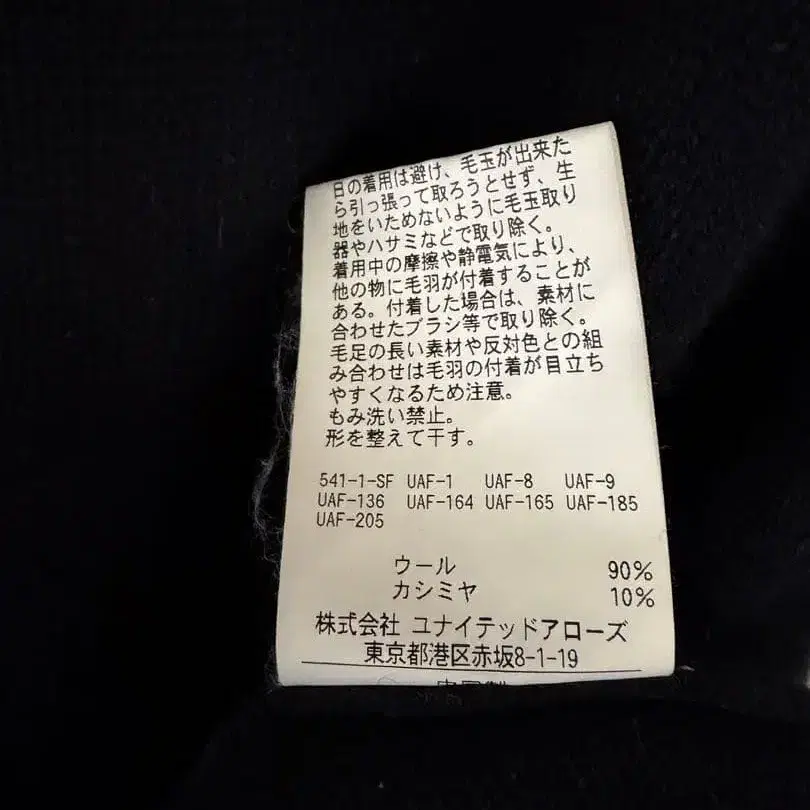 日の着用は避け、毛玉が出来た
ら引っ張って取ろうとせず、生
地をいためないように毛玉取り
器やハサミなどで取り除く。
着用中の摩擦や静電気により、
他の物に毛羽が付着することが
ある。付着した場合は、素材に
合わせたブラシ等で取り除く。
毛足の長い素材や反対色との組
み合わせは毛羽の付着が目立ち
やすくなるため注意。
もみ洗い禁止。
形を整えて干す。
541-1-SF UAF-1 UAF-8 UAF-9
UAF-136 UAF-164 UAF-165 UAF-185
UAF-205
ウール 90%
カシミヤ 10%
株式会社 ユナイテッドアローズ
東京都港区赤坂8-1-19